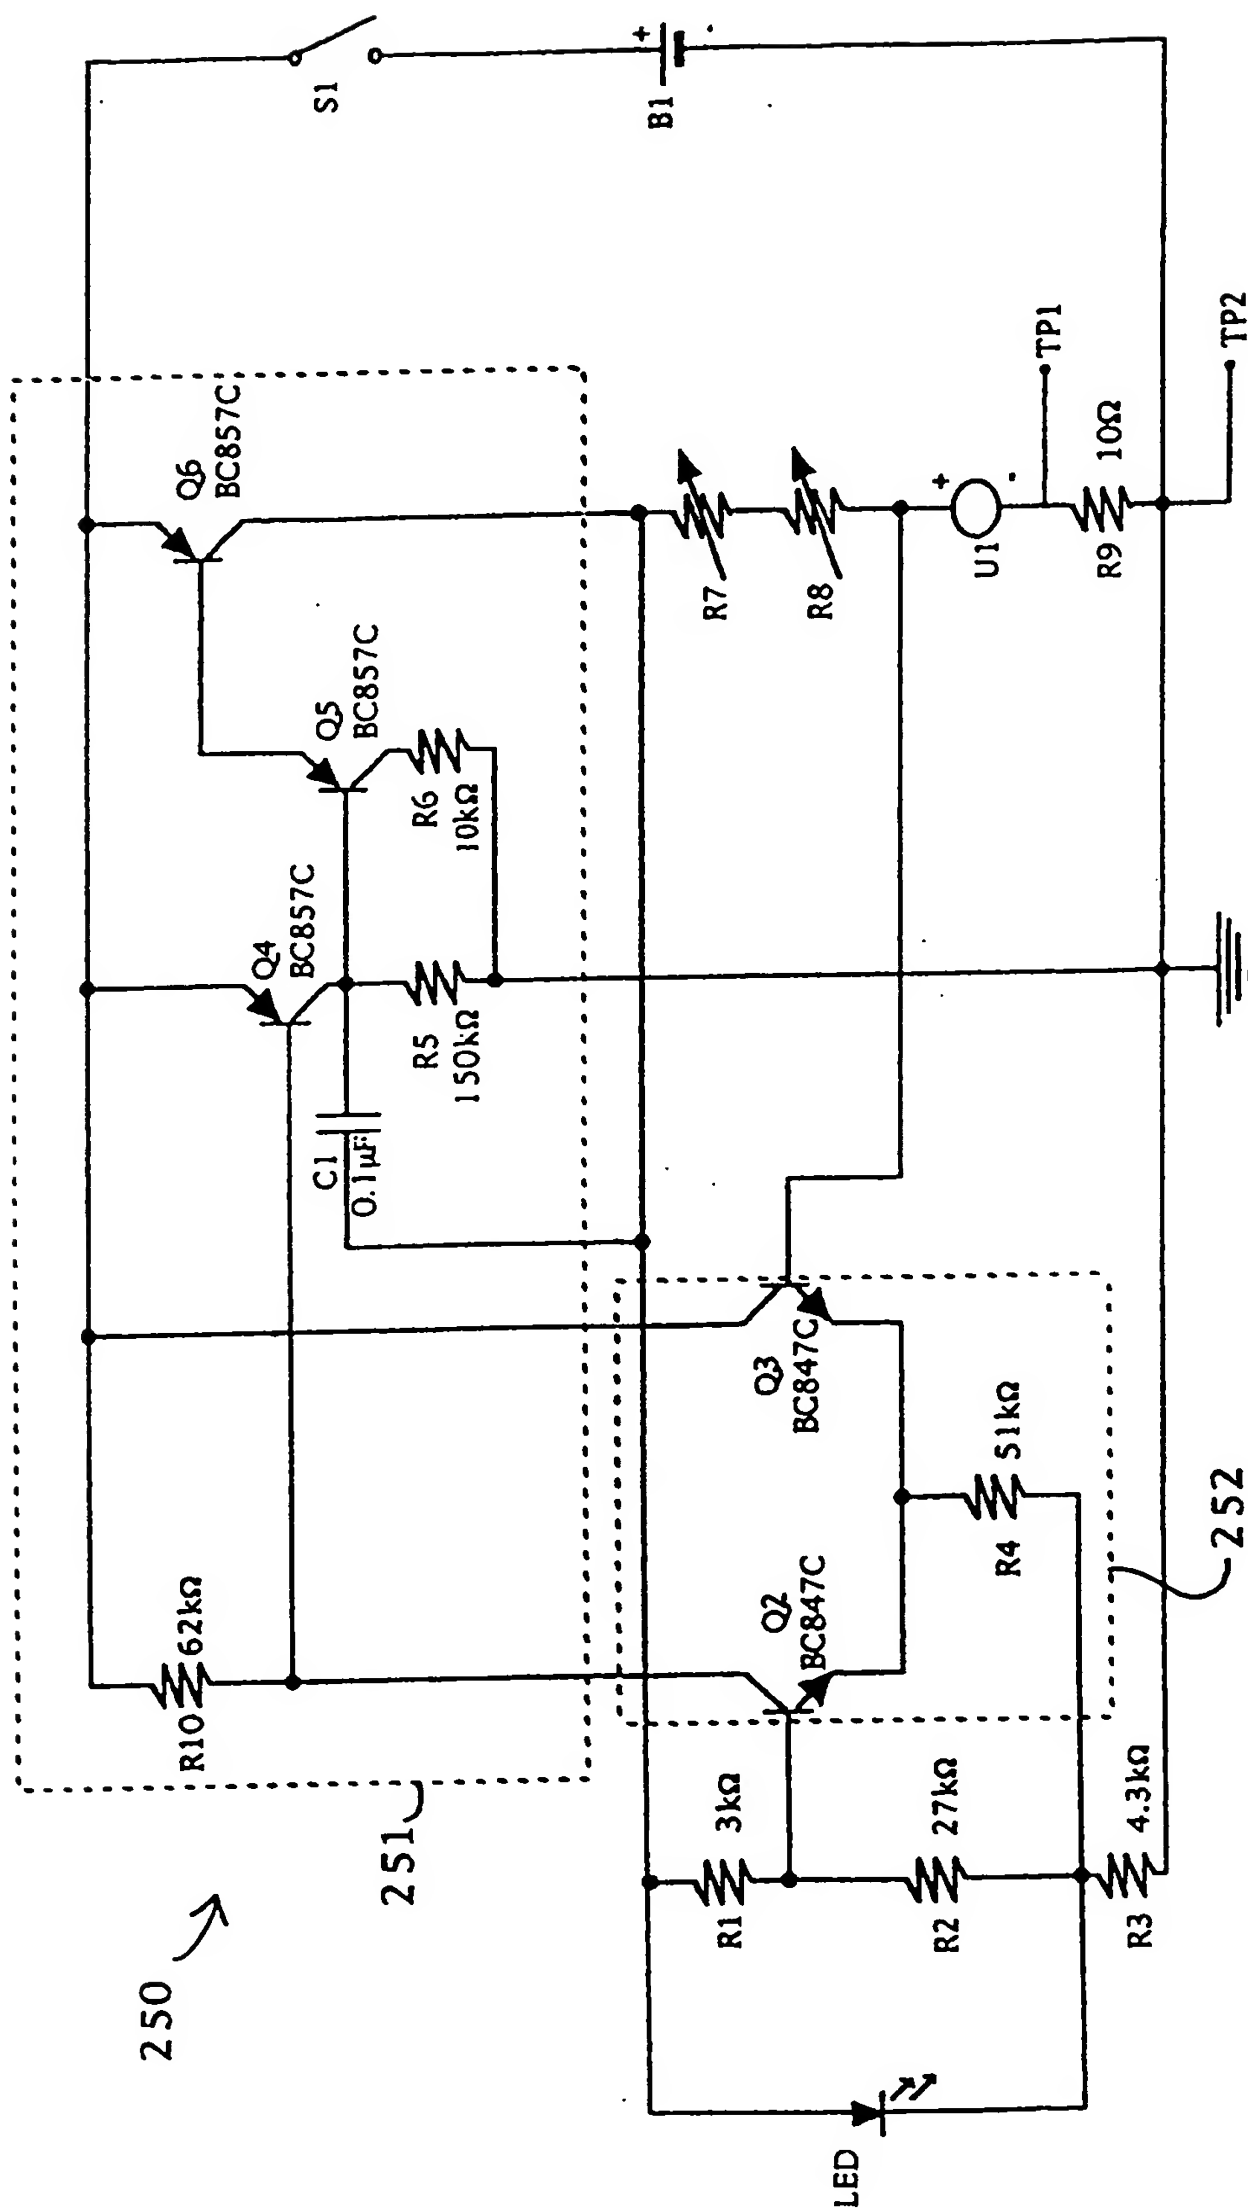 250
251
252
S1
+
B1
Q6
BC857C
Q5
BC857C
R6
10kΩ
Q4
BC857C
R5
150kΩ
C1
0.1µF
R10
62kΩ
Q3
BC847C
Q2
BC847C
R4
51kΩ
R1
3kΩ
R2
27kΩ
R3
4.3kΩ
LED
R7
R8
+
U1
-
TP1
R9
10Ω
TP2